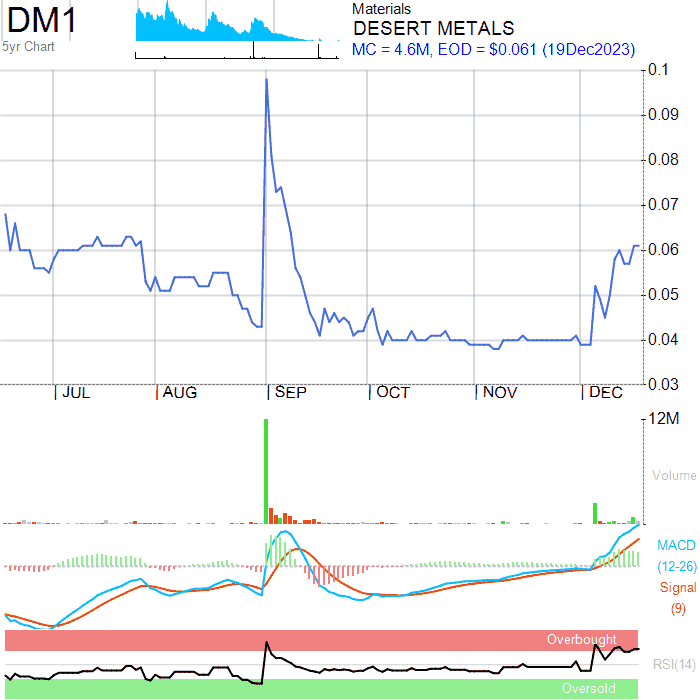 DM1
5yr Chart
Materials
DESERT METALS
MC = 4.6M, EOD = $0.061 (19Dec2023)
0.1
0.09
0.08
0.07
0.06
0.05
0.04
0.03
JUL AUG SEP OCT NOV DEC
12M
Volume
MACD
(12-26)
Signal
(9)
Overbought
RSI(14)
Oversold